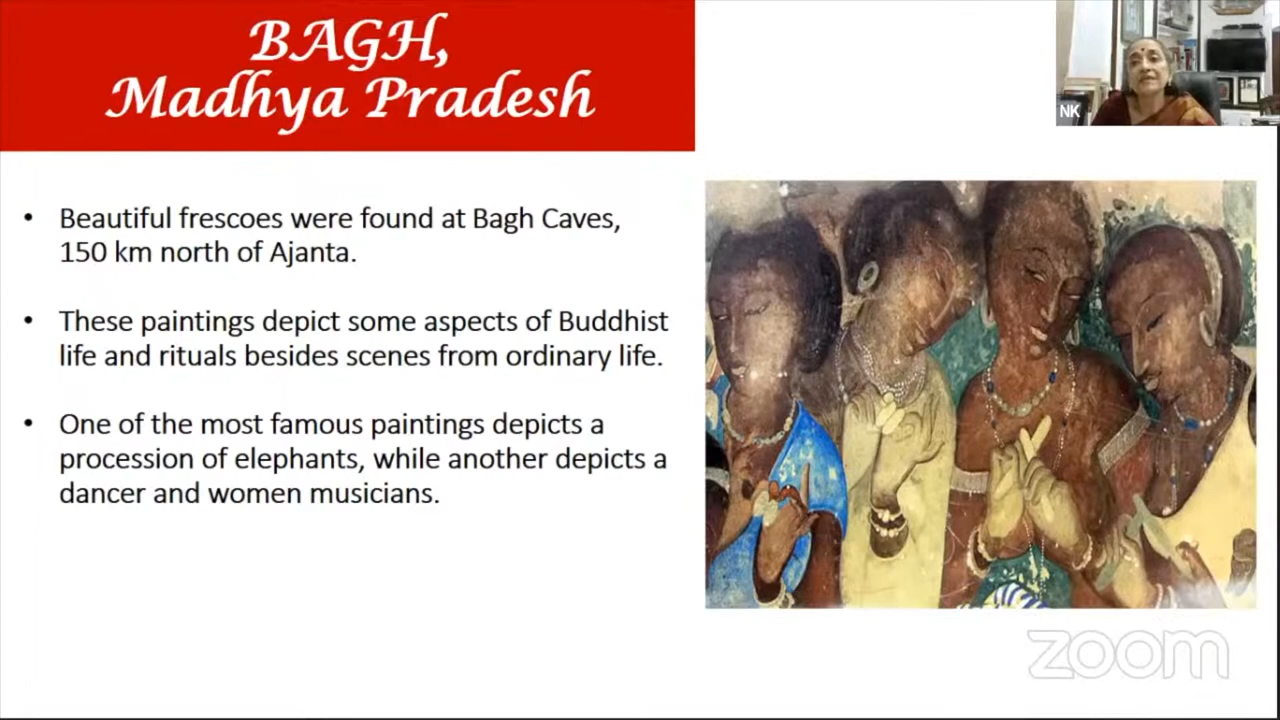 BAGH,
Madhya Pradesh
NK
• Beautiful frescoes were found at Bagh Caves,
150 km north of Ajanta.
• These paintings depict some aspects of Buddhist
life and rituals besides scenes from ordinary life.
• One of the most famous paintings depicts a
procession of elephants, while another depicts a
dancer and women musicians.
zoom